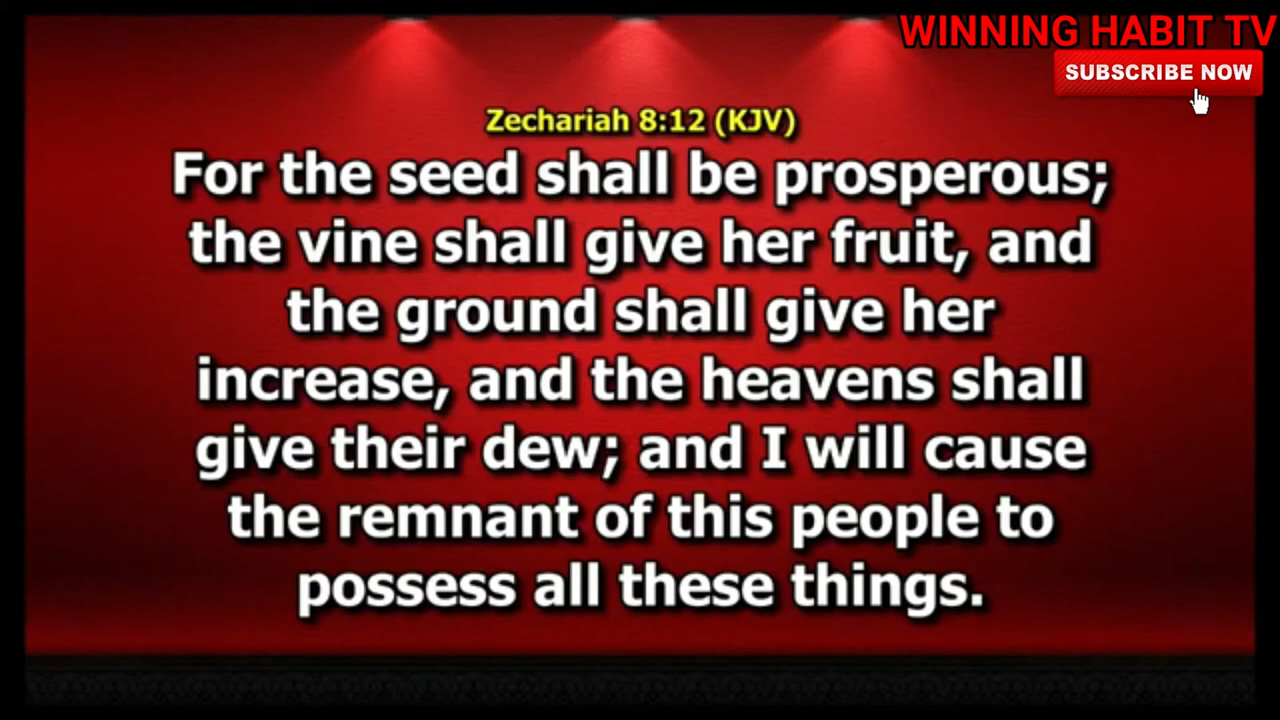 WINNING HABIT TV
SUBSCRIBE NOW
Zechariah 8:12 (KJV)
For the seed shall be prosperous;
the vine shall give her fruit, and
the ground shall give her
increase, and the heavens shall
give their dew; and I will cause
the remnant of this people to
possess all these things.